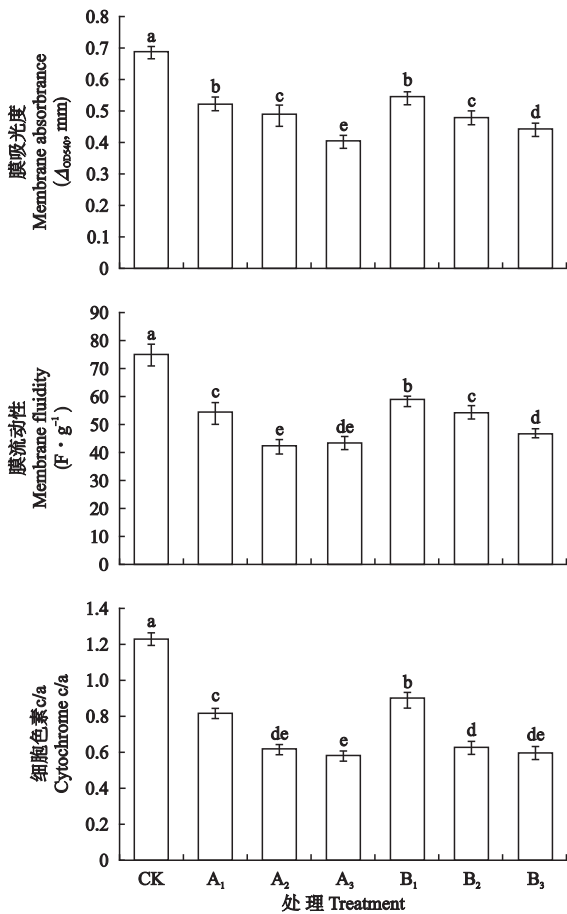 膜吸光度
Membrane absorbrance
(Δ_OD540, mm)
0.8
0.7
0.6
0.5
0.4
0.3
0.2
0.1
0
a
b
c
e
b
c
d
膜流动性
Membrane fluidity
(F·g⁻¹)
90
80
70
60
50
40
30
20
10
0
a
c
e
de
b
c
d
细胞色素c/a
Cytochrome c/a
1.4
1.2
1.0
0.8
0.6
0.4
0.2
0
a
c
de
e
b
d
de
CK A₁ A₂ A₃ B₁ B₂ B₃
处 理 Treatment